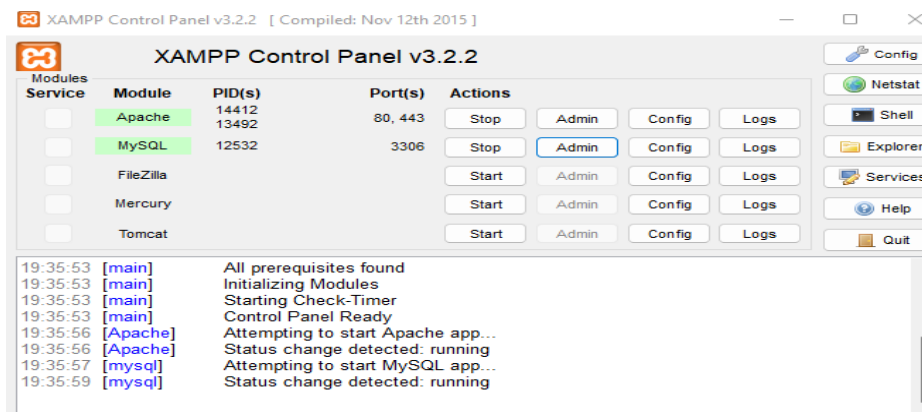 XAMPP Control Panel v3.2.2 [ Compiled: Nov 12th 2015 ]
XAMPP Control Panel v3.2.2
Config
Modules
Service Module PID(s) Port(s) Actions
Netstat
Apache 14412 13492 80, 443 Stop Admin Config Logs
Shell
MySQL 12532 3306 Stop Admin Config Logs
Explorer
FileZilla Start Admin Config Logs
Services
Mercury Start Admin Config Logs
Help
Tomcat Start Admin Config Logs
Quit
19:35:53 [main] All prerequisites found
19:35:53 [main] Initializing Modules
19:35:53 [main] Starting Check-Timer
19:35:53 [main] Control Panel Ready
19:35:56 [Apache] Attempting to start Apache app...
19:35:56 [Apache] Status change detected: running
19:35:57 [mysql] Attempting to start MySQL app...
19:35:59 [mysql] Status change detected: running